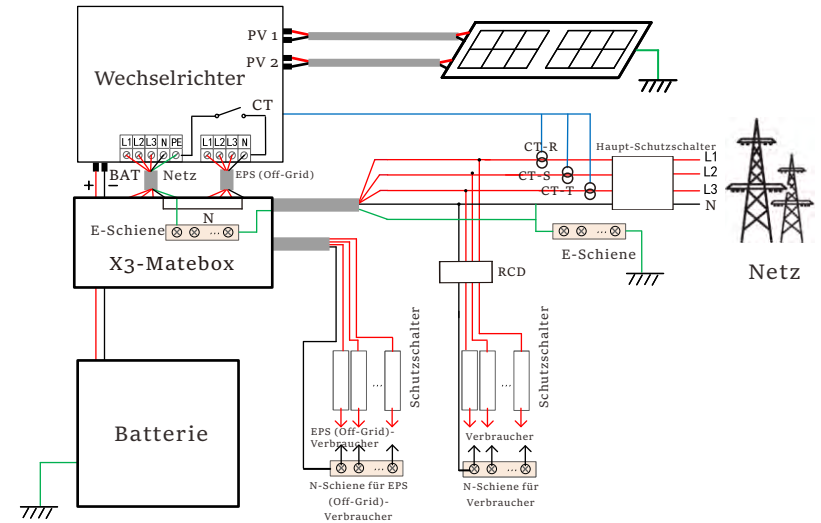 PV 1
PV 2
Wechselrichter
CT
L1 L2 L3 N PE
L1 L2 L3 N
BAT
Netz
EPS (Off-Grid)
+
−
N
E-Schiene
...
X3-Matebox
CT-R
CT-S
CT-T
Haupt-Schutzschalter
L1
L2
L3
N
...
E-Schiene
Netz
RCD
Batterie
...
Schutzschalter
EPS (Off-Grid)-
Verbraucher
...
N-Schiene für EPS
(Off-Grid)-
Verbraucher
...
Schutzschalter
Verbraucher
...
N-Schiene für
Verbraucher